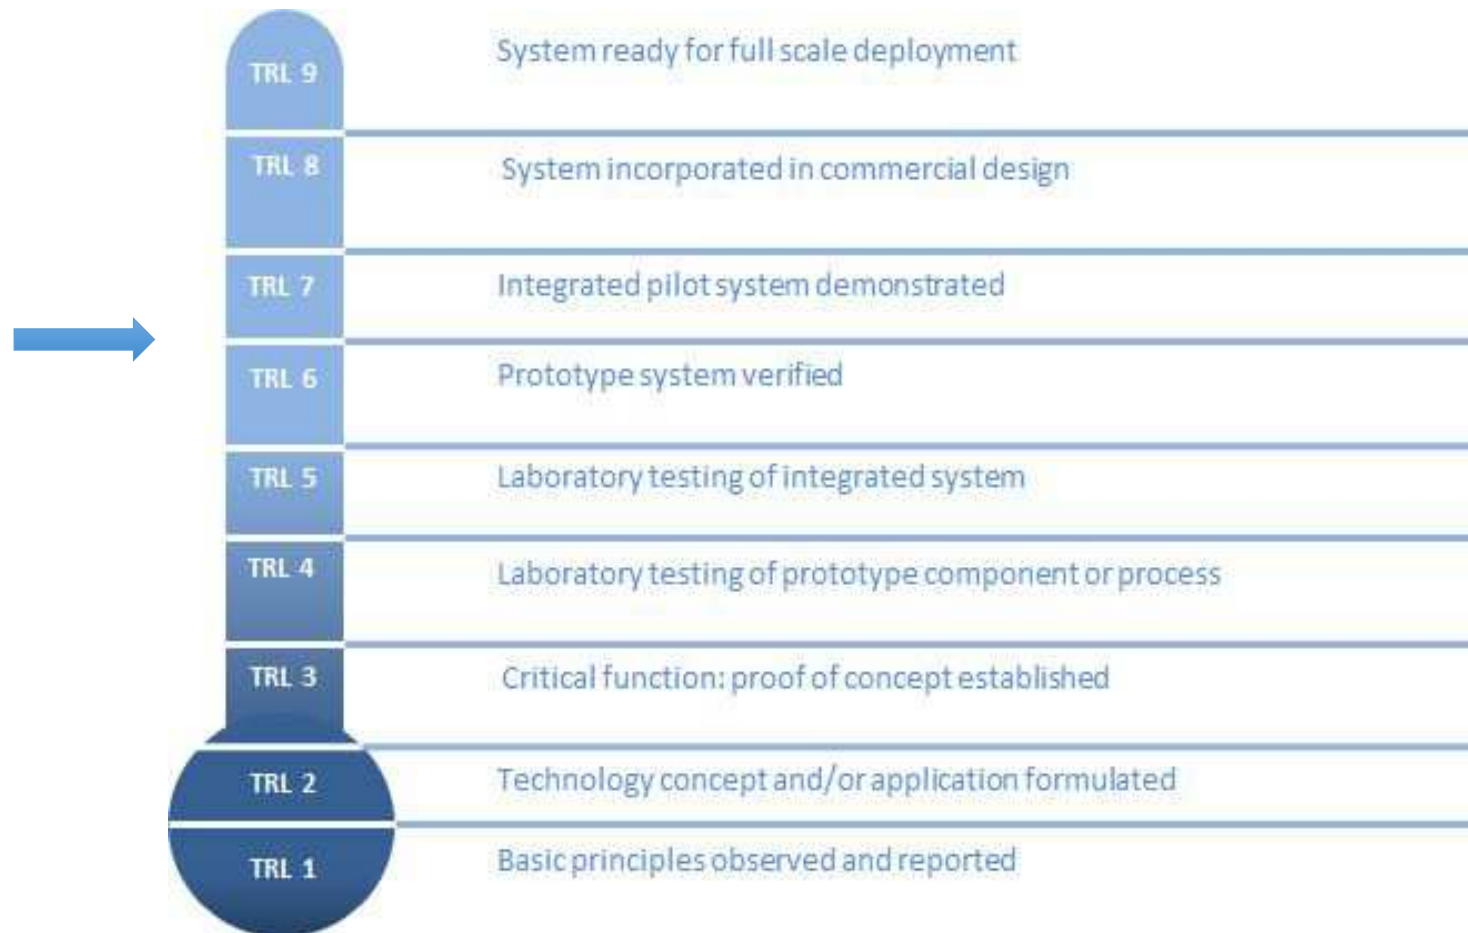 TRL 9 System ready for full scale deployment
TRL 8 System incorporated in commercial design
TRL 7 Integrated pilot system demonstrated
TRL 6 Prototype system verified
TRL 5 Laboratory testing of integrated system
TRL 4 Laboratory testing of prototype component or process
TRL 3 Critical function: proof of concept established
TRL 2 Technology concept and/or application formulated
TRL 1 Basic principles observed and reported